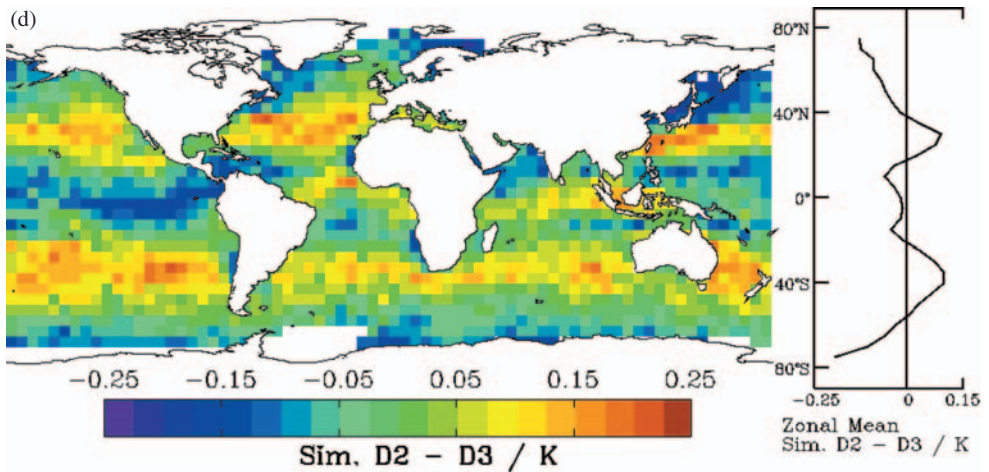 (d)
80°N
40°N
0°
40°S
80°S
-0.25 -0.15 -0.05 0.05 0.15 0.25
Sim. D2 - D3 / K
-0.25 0 0.15
Zonal Mean
Sim. D2 - D3 / K